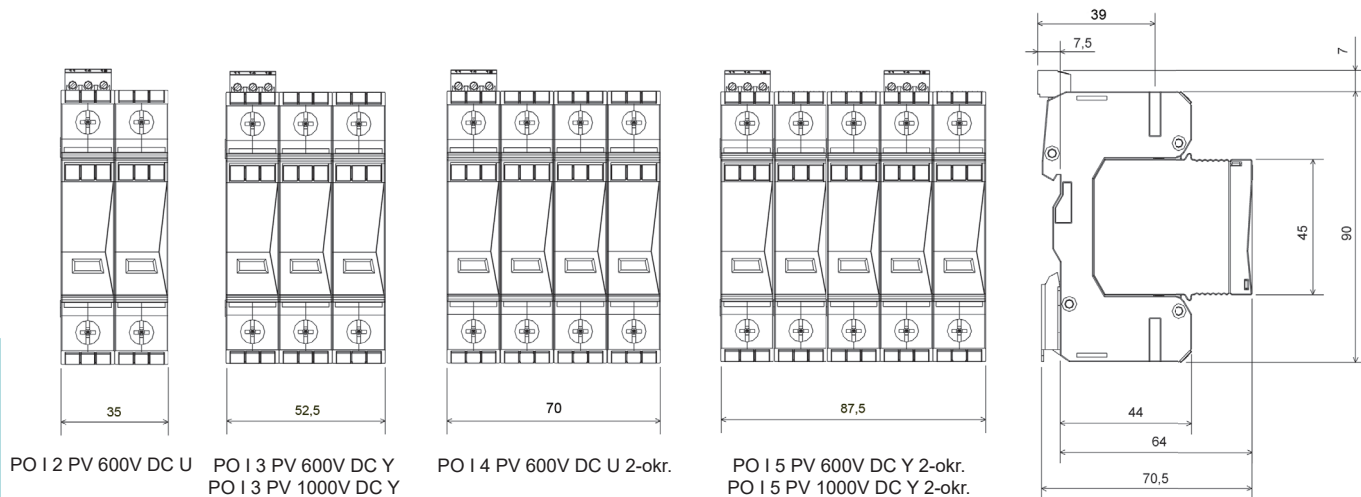 39
7,5
7
45
90
35
52,5
70
87,5
44
64
70,5
PO I 2 PV 600V DC U
PO I 3 PV 600V DC Y
PO I 3 PV 1000V DC Y
PO I 4 PV 600V DC U 2-okr.
PO I 5 PV 600V DC Y 2-okr.
PO I 5 PV 1000V DC Y 2-okr.